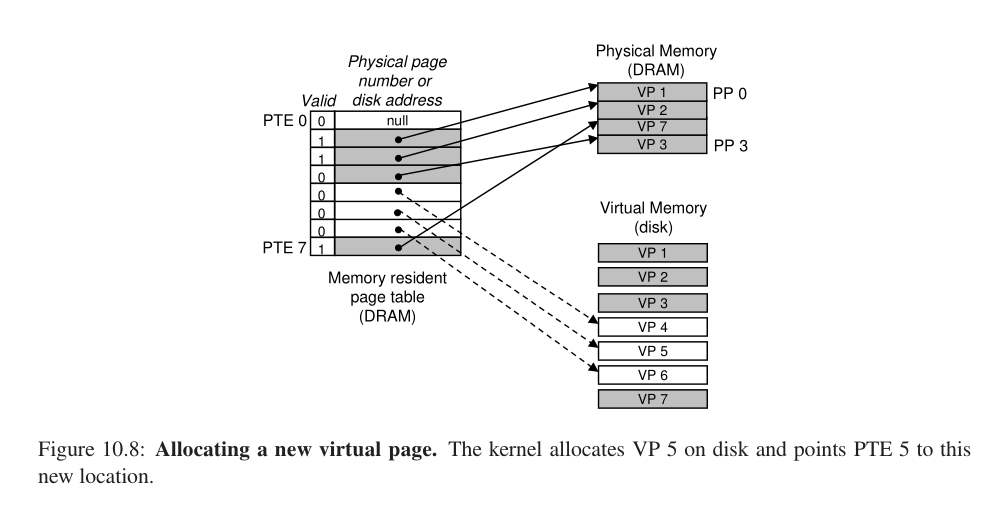 Physical page
number or
disk address
Valid
PTE 0
0
null
1
1
0
0
0
0
PTE 7
1
Memory resident
page table
(DRAM)
Physical Memory
(DRAM)
VP 1
PP 0
VP 2
VP 7
VP 3
PP 3
Virtual Memory
(disk)
VP 1
VP 2
VP 3
VP 4
VP 5
VP 6
VP 7
Figure 10.8: Allocating a new virtual page. The kernel allocates VP 5 on disk and points PTE 5 to this
new location.